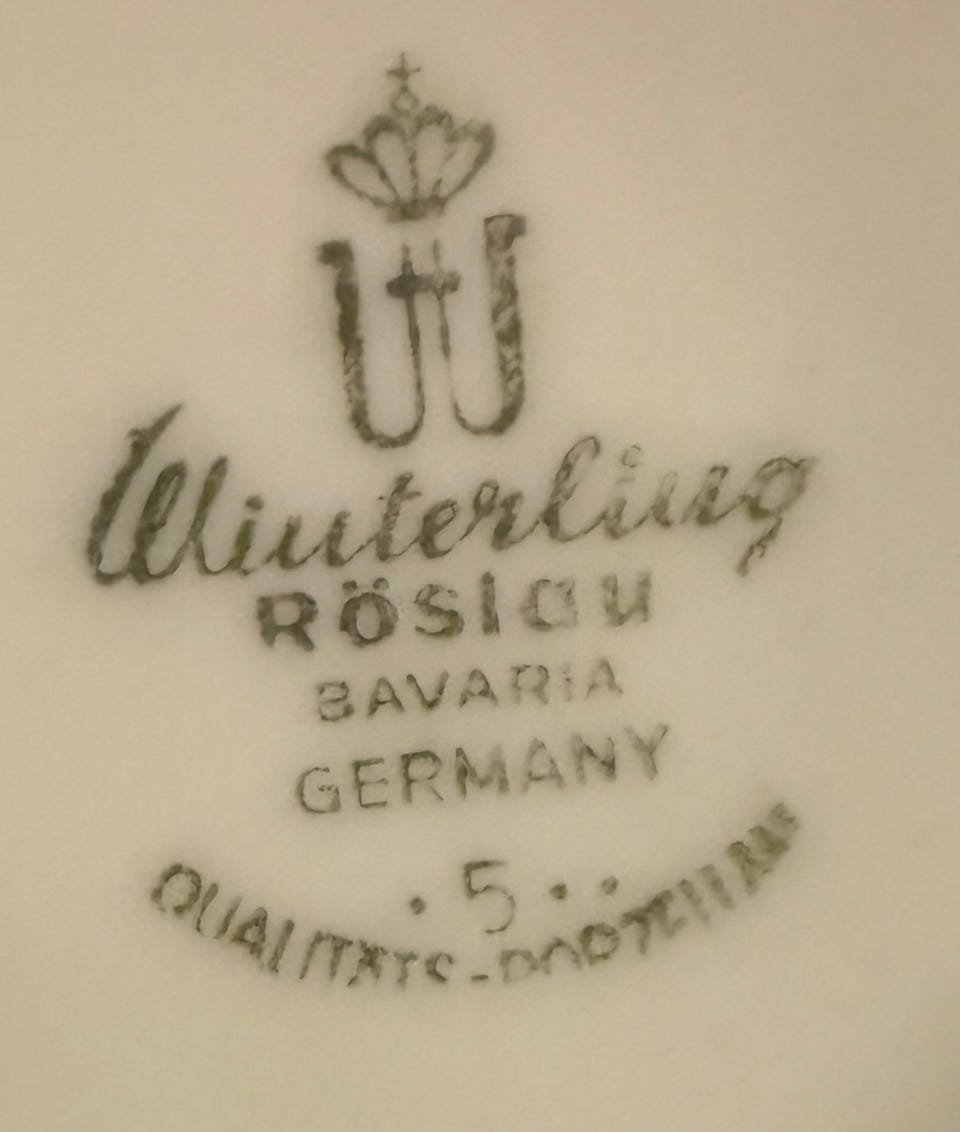 W
Winterling
RÖSLAU
BAVARIA
GERMANY
. 5 . .
QUALITÄTS-PORZELLAN